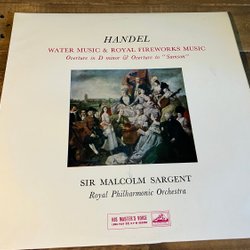 HANDEL
WATER MUSIC & ROYAL FIREWORKS MUSIC
Overture in D minor & Overture to "Samson"
SIR MALCOLM SARGENT
Royal Philharmonic Orchestra
HIS MASTER'S VOICE